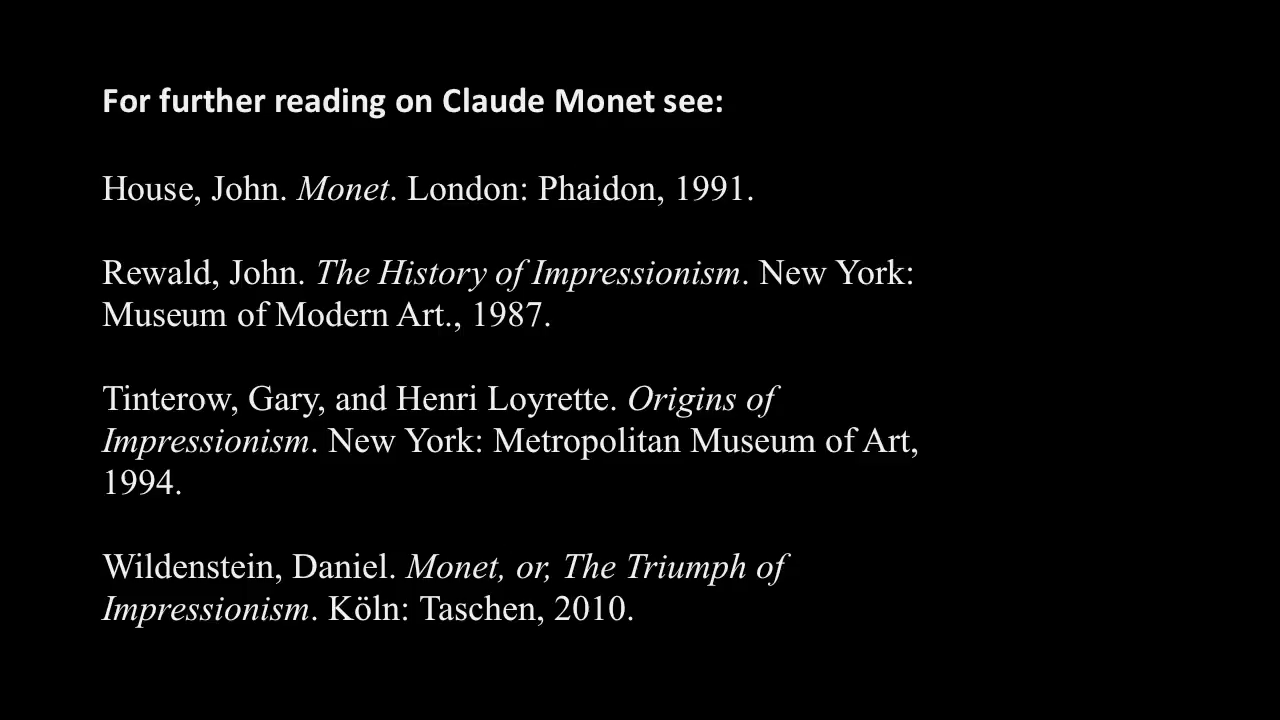 For further reading on Claude Monet see:
House, John. Monet. London: Phaidon, 1991.
Rewald, John. The History of Impressionism. New York:
Museum of Modern Art., 1987.
Tinterow, Gary, and Henri Loyrette. Origins of
Impressionism. New York: Metropolitan Museum of Art,
1994.
Wildenstein, Daniel. Monet, or, The Triumph of
Impressionism. Köln: Taschen, 2010.